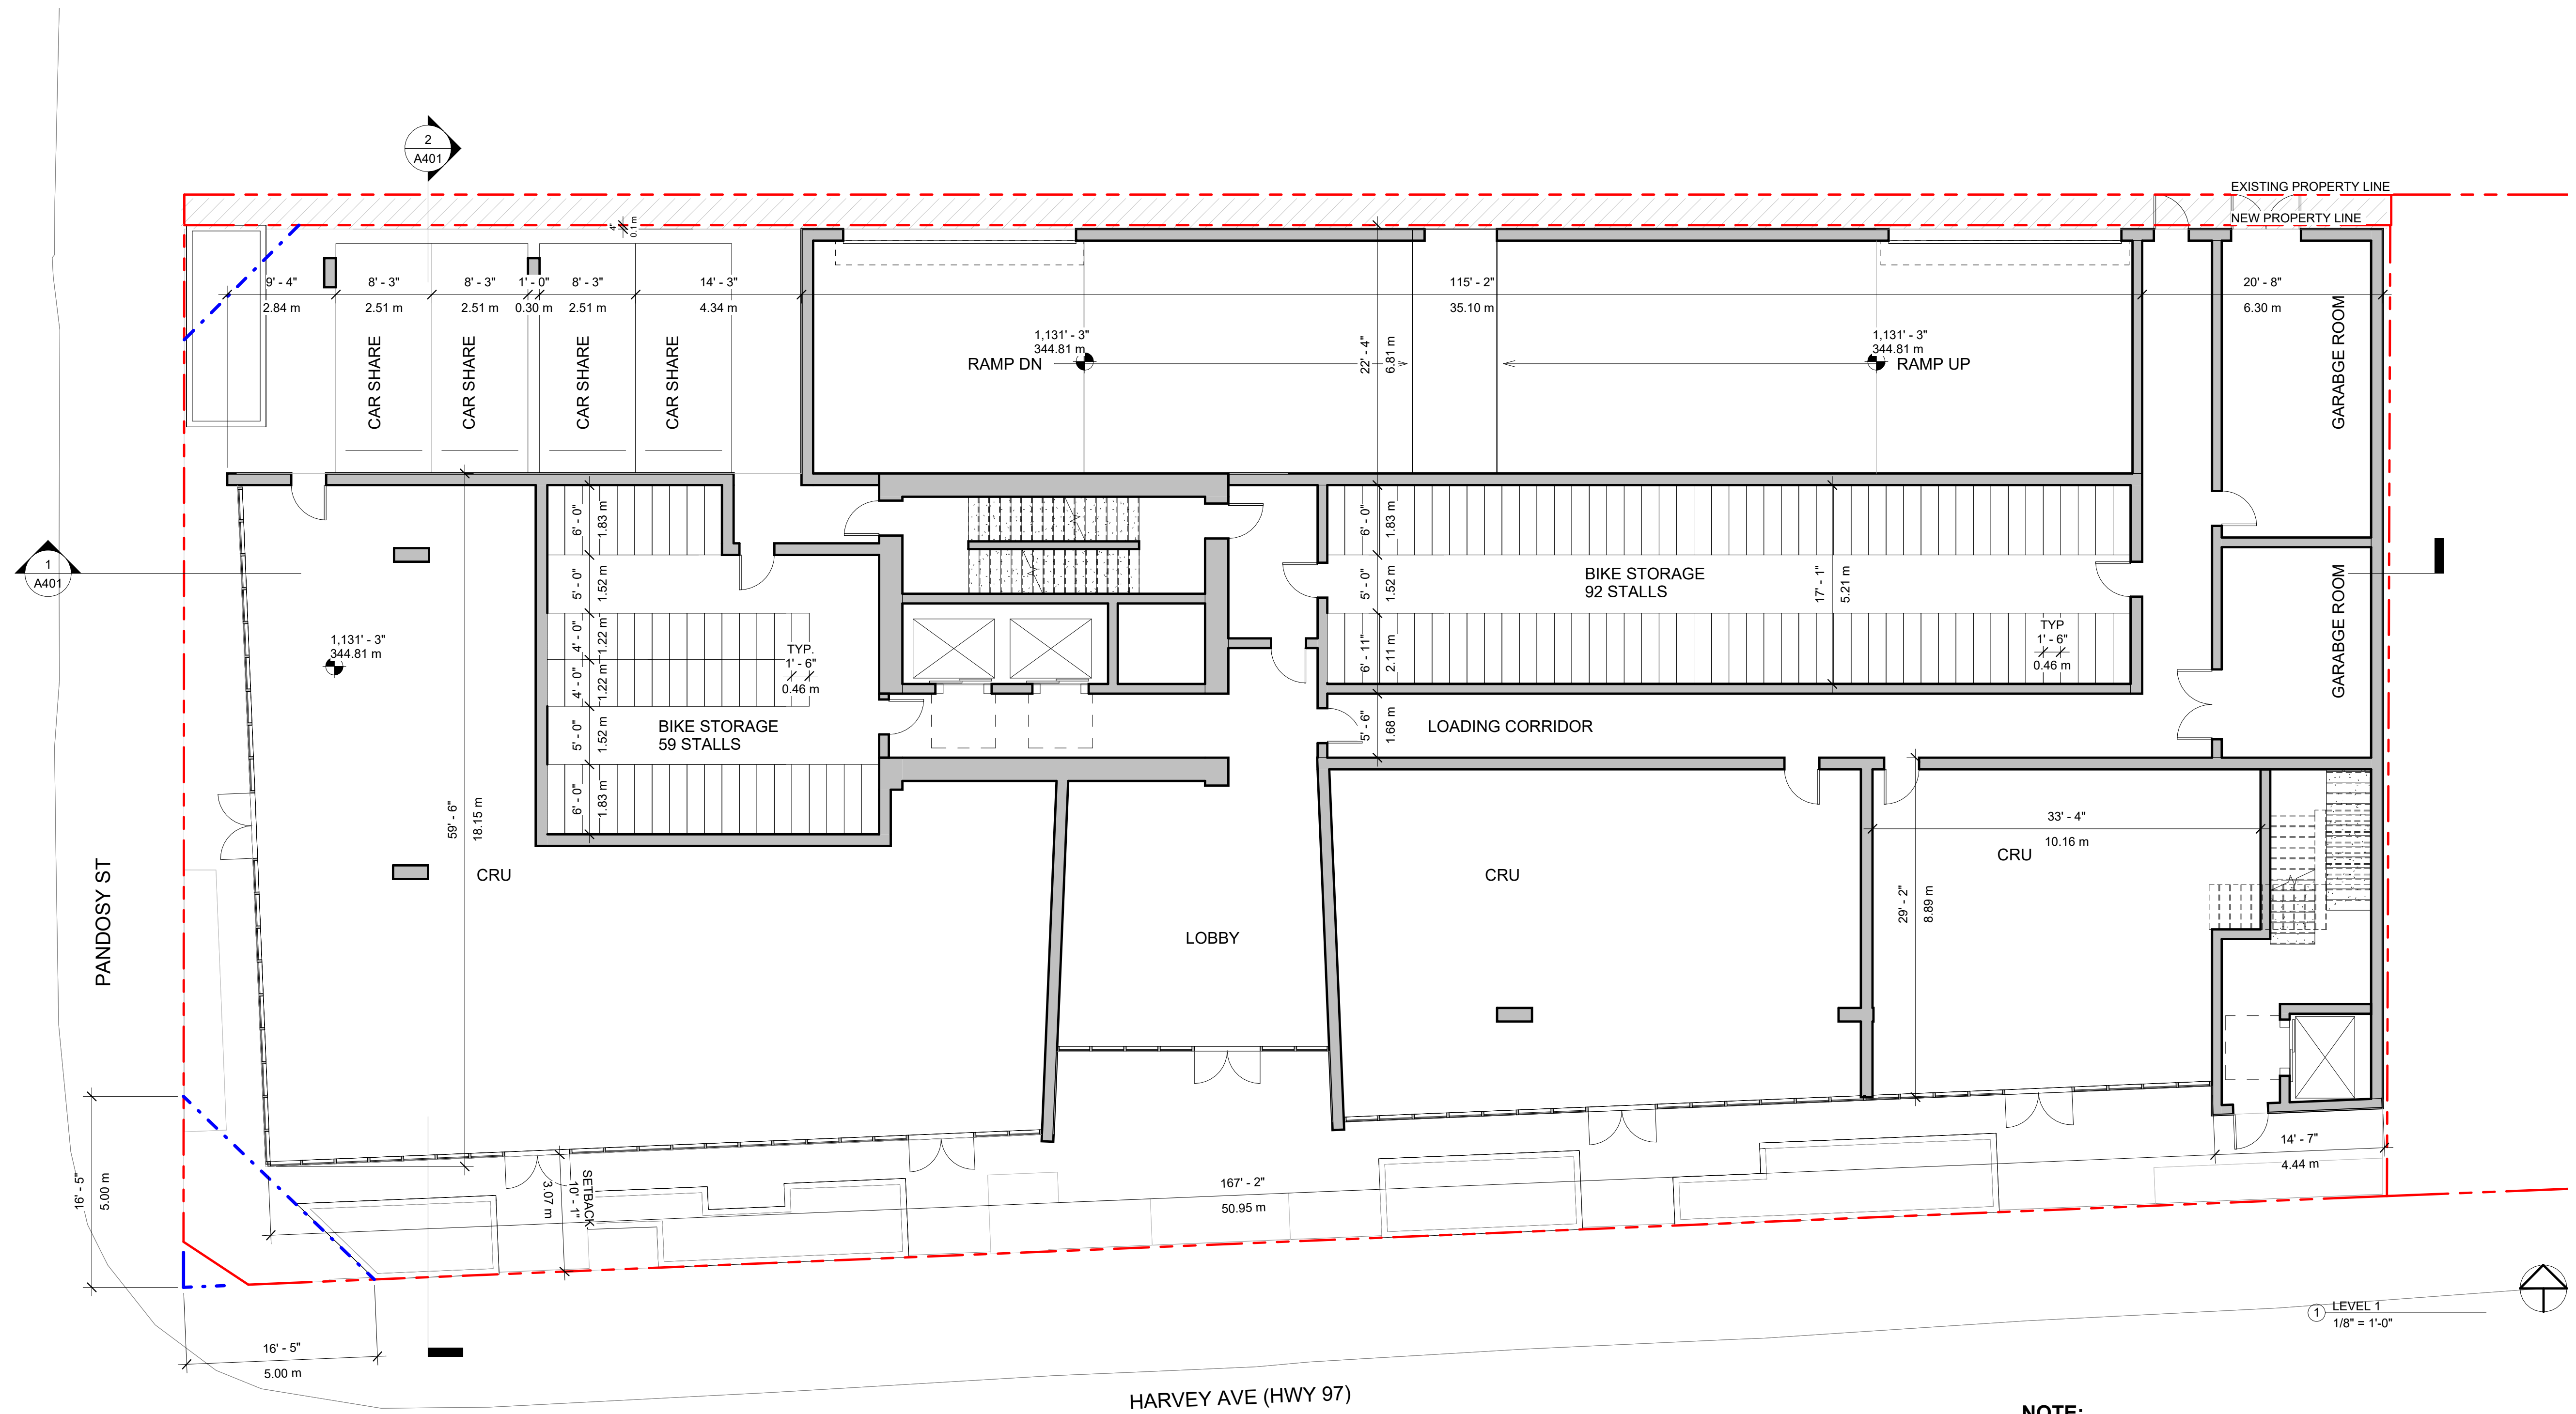 2
A401
EXISTING PROPERTY LINE
NEW PROPERTY LINE
4"
0.1 m
9' - 4"
2.84 m
8' - 3"
2.51 m
8' - 3"
2.51 m
1' - 0"
0.30 m
8' - 3"
2.51 m
14' - 3"
4.34 m
115' - 2"
35.10 m
20' - 8"
6.30 m
CAR SHARE
CAR SHARE
CAR SHARE
CAR SHARE
RAMP DN
1,131' - 3"
344.81 m
22' - 4"
6.81 m
1,131' - 3"
344.81 m
RAMP UP
GARABGE ROOM
1
A401
6' - 0"
1.83 m
5' - 0"
1.52 m
4' - 0"
1.22 m
4' - 0"
1.22 m
5' - 0"
1.52 m
6' - 0"
1.83 m
TYP.
1' - 6"
0.46 m
BIKE STORAGE
59 STALLS
6' - 0"
1.83 m
5' - 0"
1.52 m
6' - 11"
2.11 m
5' - 6"
1.68 m
BIKE STORAGE
92 STALLS
17' - 1"
5.21 m
TYP
1' - 6"
0.46 m
GARABGE ROOM
1,131' - 3"
344.81 m
LOADING CORRIDOR
59' - 6"
18.15 m
CRU
LOBBY
CRU
33' - 4"
10.16 m
CRU
29' - 2"
8.89 m
PANDOSY ST
16' - 5"
5.00 m
SETBACK
10' - 1"
3.07 m
167' - 2"
50.95 m
14' - 7"
4.44 m
16' - 5"
5.00 m
1
LEVEL 1
1/8" = 1'-0"
HARVEY AVE (HWY 97)
NOTE: